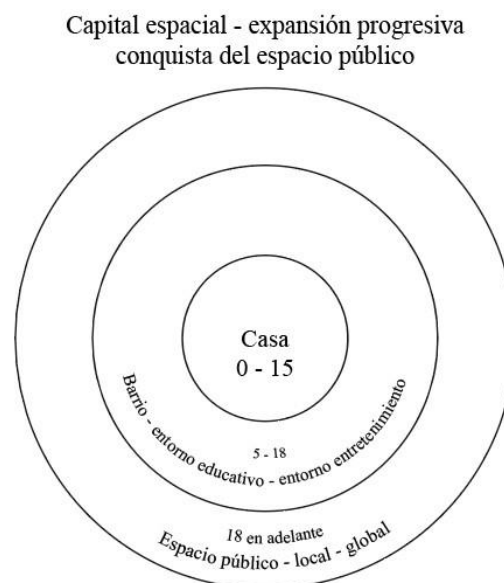 Capital espacial - expansión progresiva
conquista del espacio público
Casa
0 - 15
5 - 18
Barrio - entorno educativo - entorno entretenimiento
18 en adelante
Espacio público - local - global